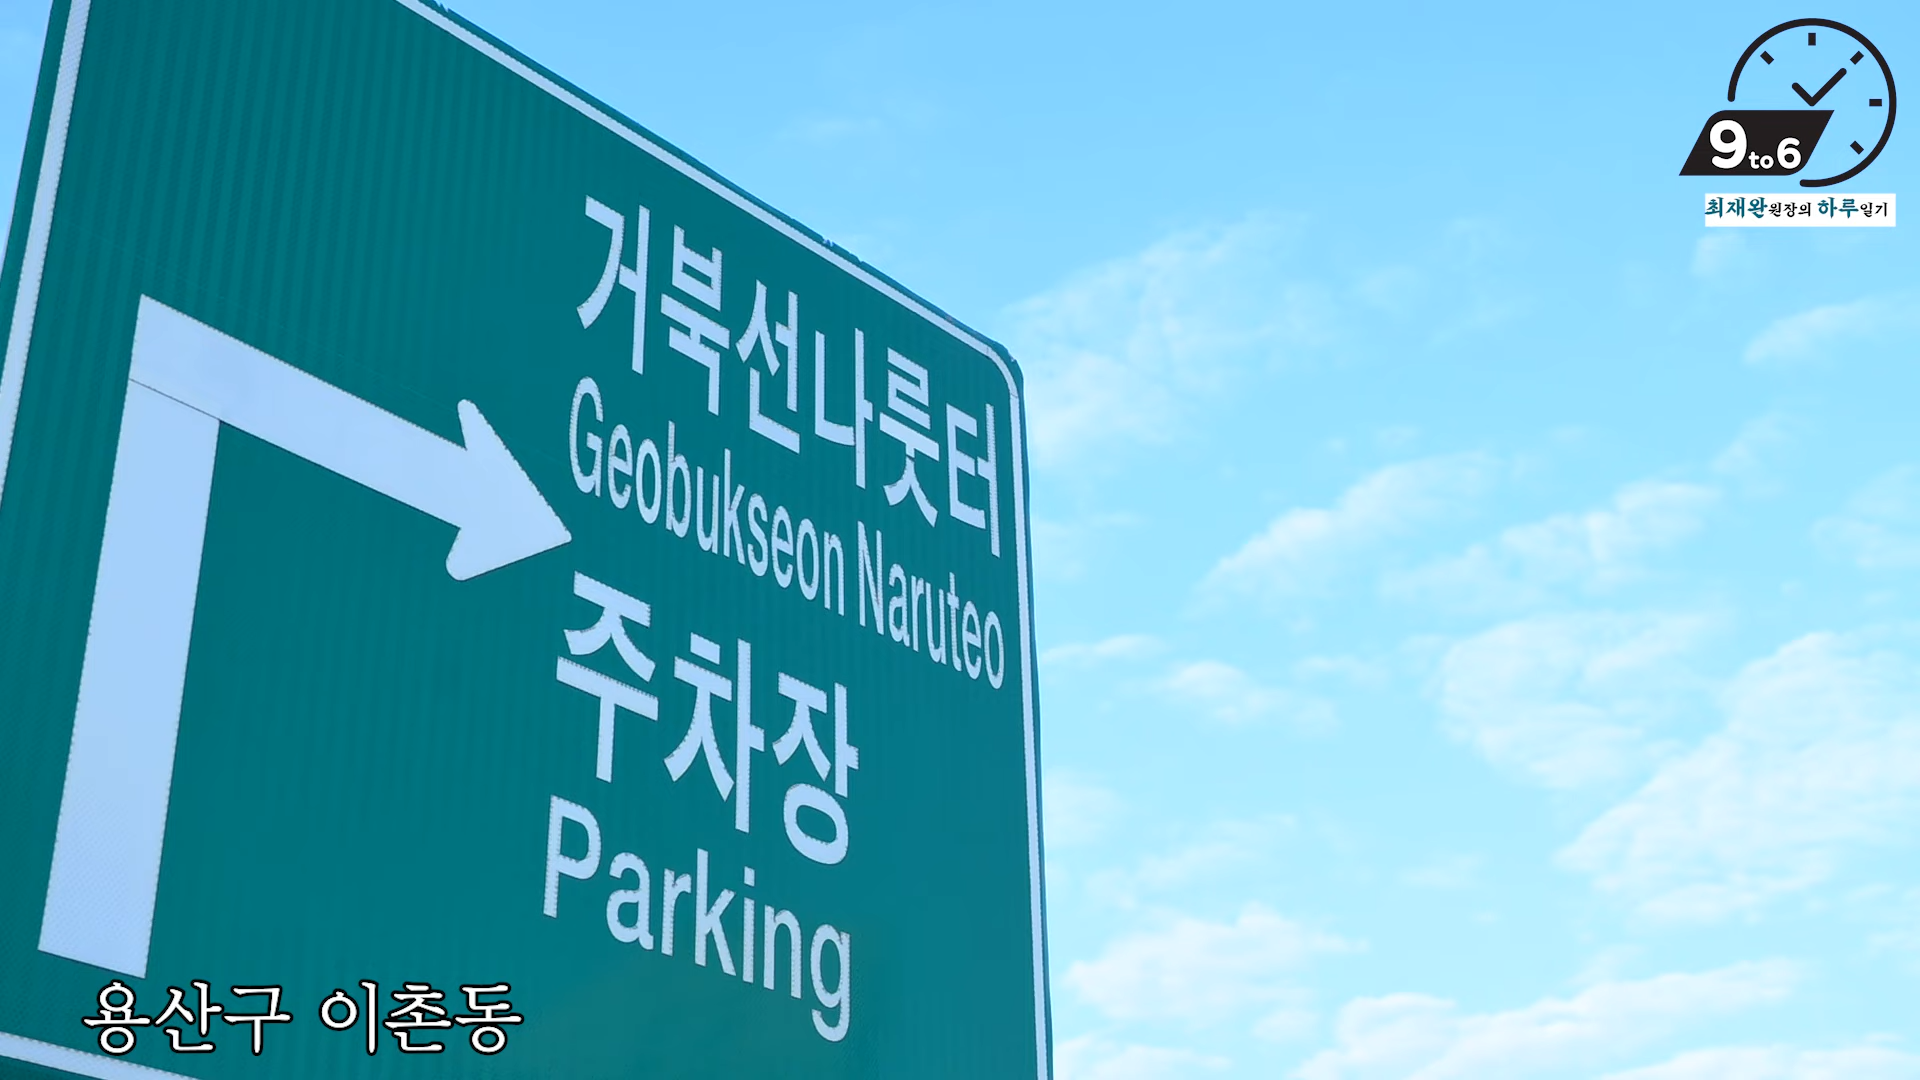 거북선나룻터
Geobukseon Naruteo
주차장
Parking
용산구 이촌동
9to6
최재완원장의 하루일기